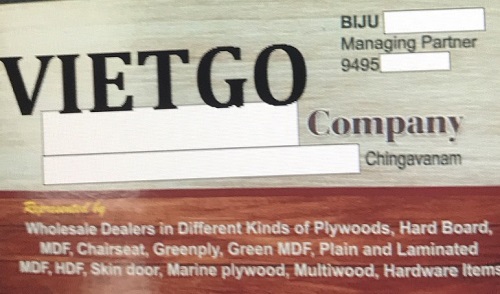 BIJU
Managing Partner
9495
VIETGO
Company
Chingavanam
Represented by
Wholesale Dealers in Different Kinds of Plywoods, Hard Board,
MDF, Chairseat, Greenply, Green MDF, Plain and Laminated
MDF, HDF, Skin door, Marine plywood, Multiwood, Hardware Items